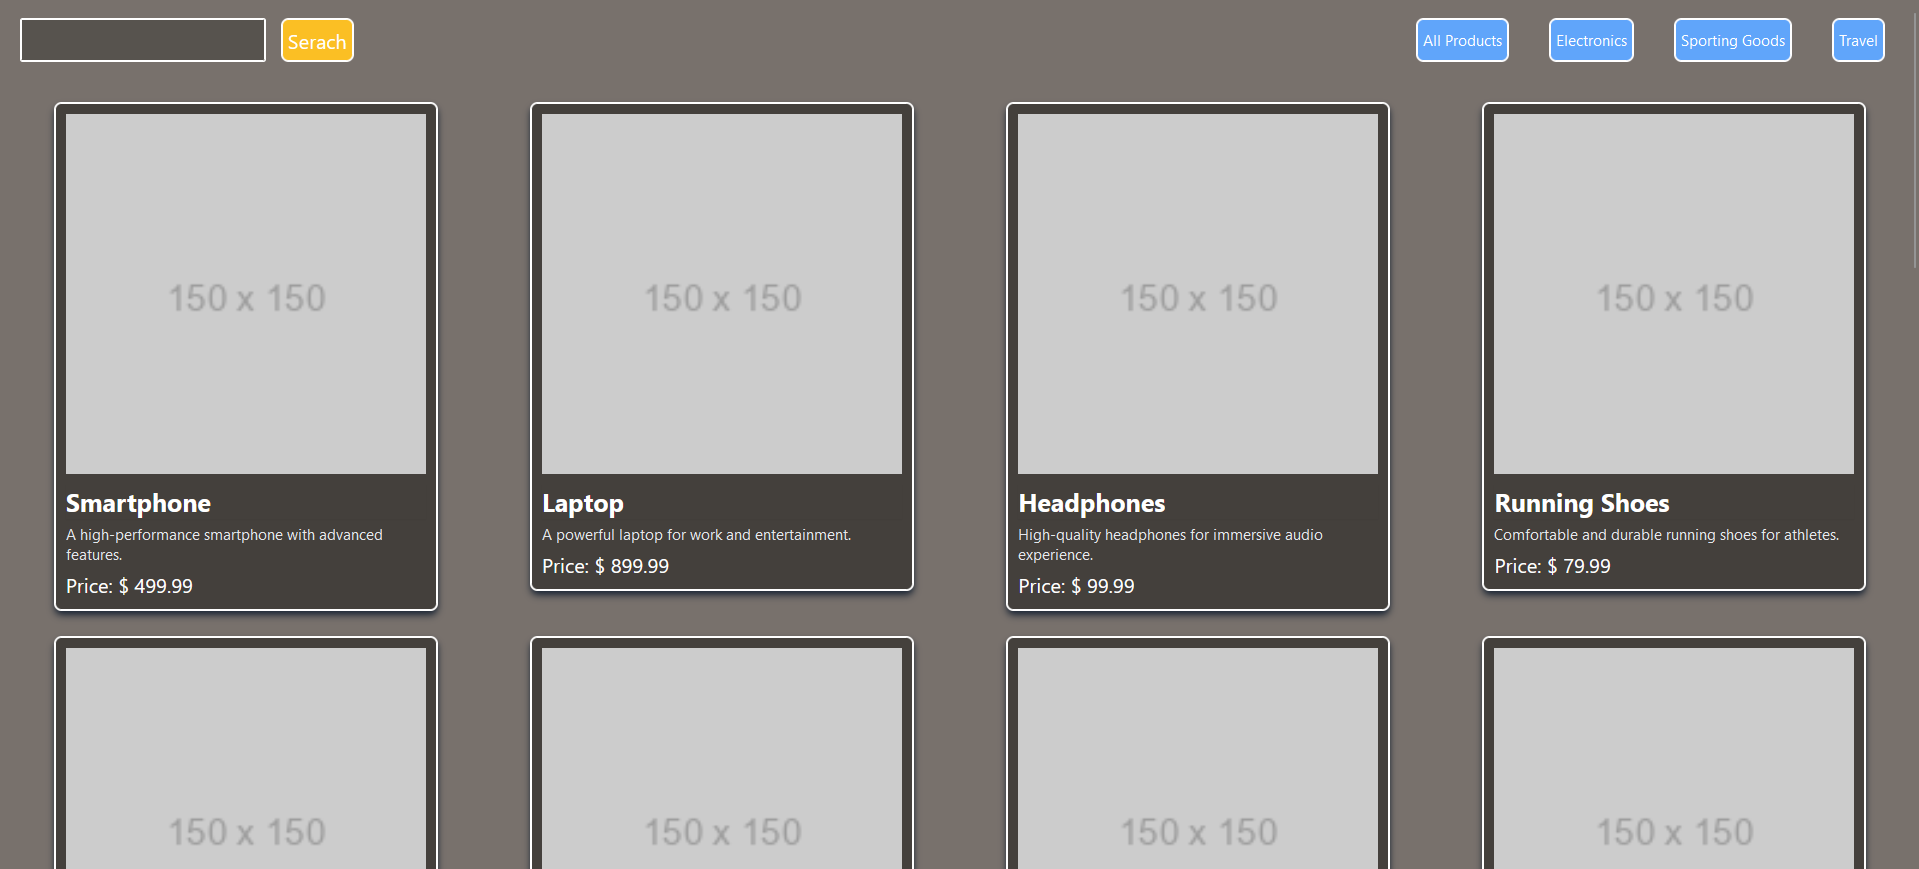 Serach
All Products
Electronics
Sporting Goods
Travel
150 x 150
150 x 150
150 x 150
150 x 150
Smartphone
A high-performance smartphone with advanced
features.
Price: $ 499.99
Laptop
A powerful laptop for work and entertainment.
Price: $ 899.99
Headphones
High-quality headphones for immersive audio
experience.
Price: $ 99.99
Running Shoes
Comfortable and durable running shoes for athletes.
Price: $ 79.99
150 x 150
150 x 150
150 x 150
150 x 150